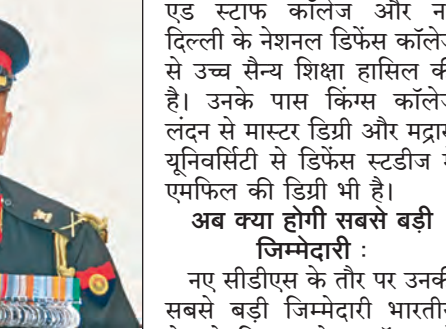 एंड स्टाफ कॉलेज और न
दिल्ली के नेशनल डिफेंस कॉलेज
से उच्च सैन्य शिक्षा हासिल की
है। उनके पास किंग्स कॉलेज
लंदन से मास्टर डिग्री और मद्रास
यूनिवर्सिटी से डिफेंस स्टडीज में
एमफिल की डिग्री भी है।
अब क्या होगी सबसे बड़ी
जिम्मेदारी :
नए सीडीएस के तौर पर उनकी
सबसे बड़ी जिम्मेदारी भारतीय